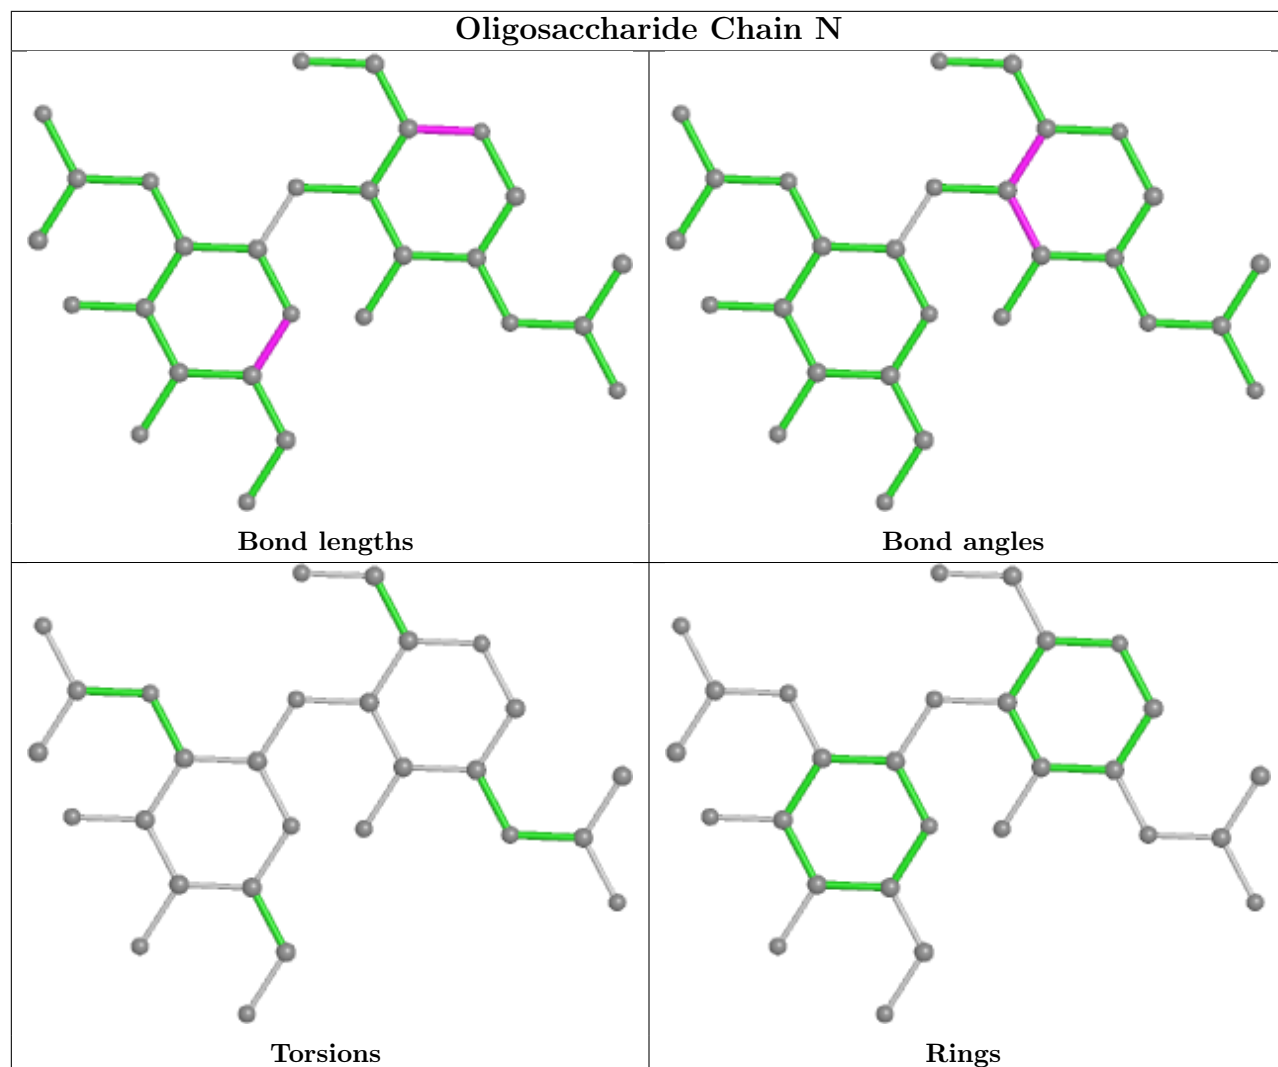 Oligosaccharide Chain N
Bond lengths
Bond angles
Torsions
Rings